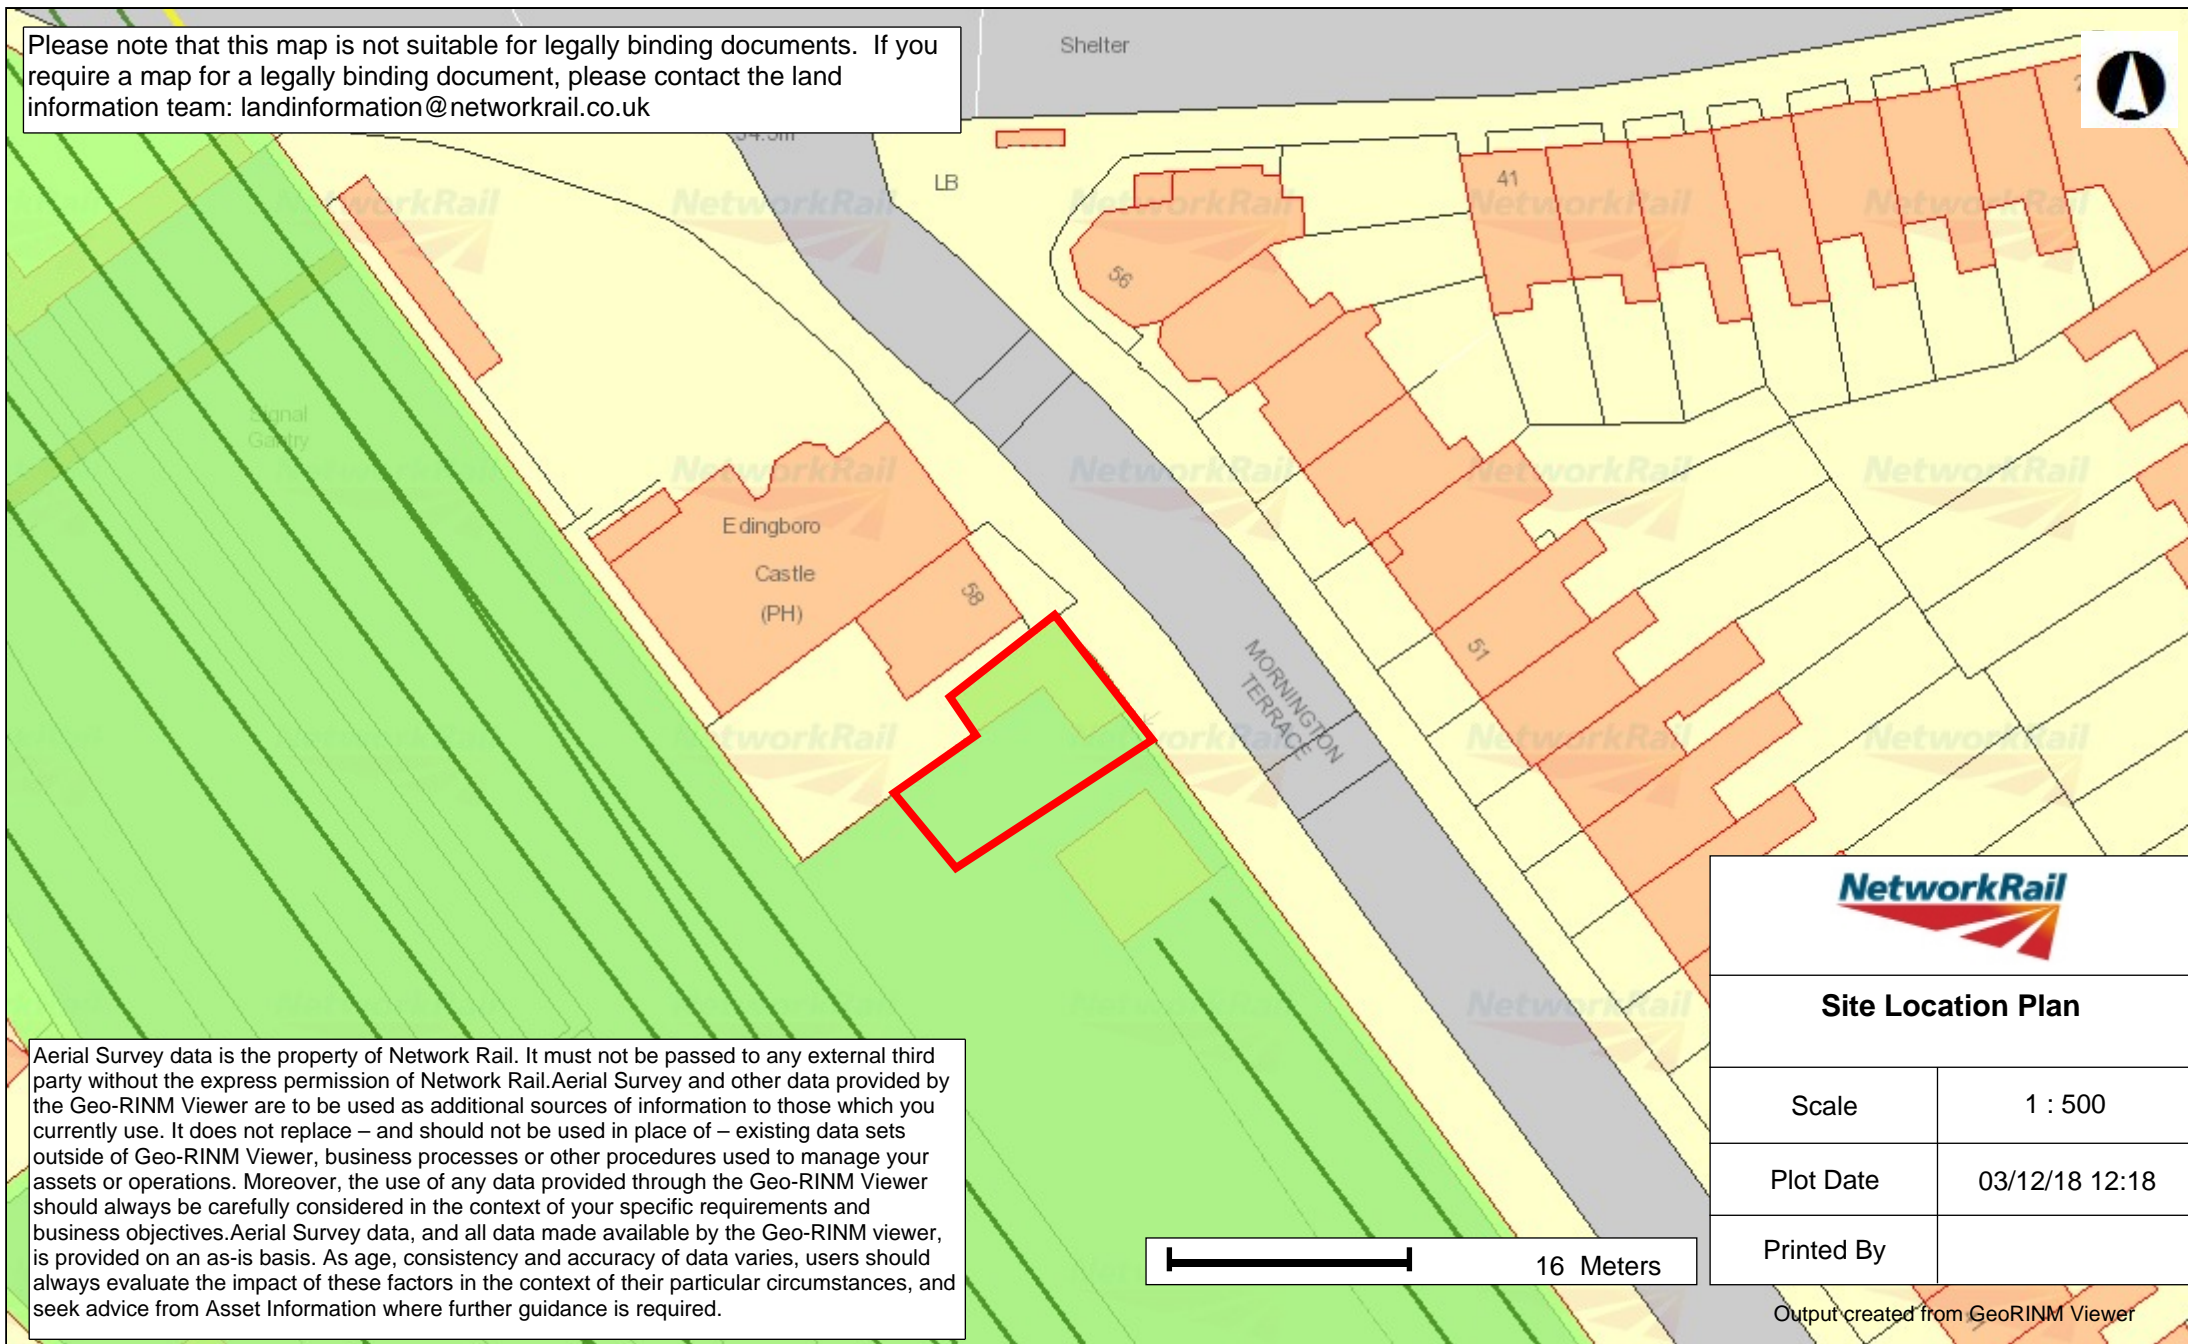 Please note that this map is not suitable for legally binding documents. If you
require a map for a legally binding document, please contact the land
information team: landinformation@networkrail.co.uk
Shelter
LB
41
56
Signal
Gantry
Edingboro
Castle
(PH)
58
51
MORNINGTON
TERRACE
NetworkRail
Site Location Plan
Scale
1 : 500
Plot Date
03/12/18 12:18
Printed By
16 Meters
Output created from GeoRINM Viewer
Aerial Survey data is the property of Network Rail. It must not be passed to any external third
party without the express permission of Network Rail.Aerial Survey and other data provided by
the Geo-RINM Viewer are to be used as additional sources of information to those which you
currently use. It does not replace – and should not be used in place of – existing data sets
outside of Geo-RINM Viewer, business processes or other procedures used to manage your
assets or operations. Moreover, the use of any data provided through the Geo-RINM Viewer
should always be carefully considered in the context of your specific requirements and
business objectives.Aerial Survey data, and all data made available by the Geo-RINM viewer,
is provided on an as-is basis. As age, consistency and accuracy of data varies, users should
always evaluate the impact of these factors in the context of their particular circumstances, and
seek advice from Asset Information where further guidance is required.